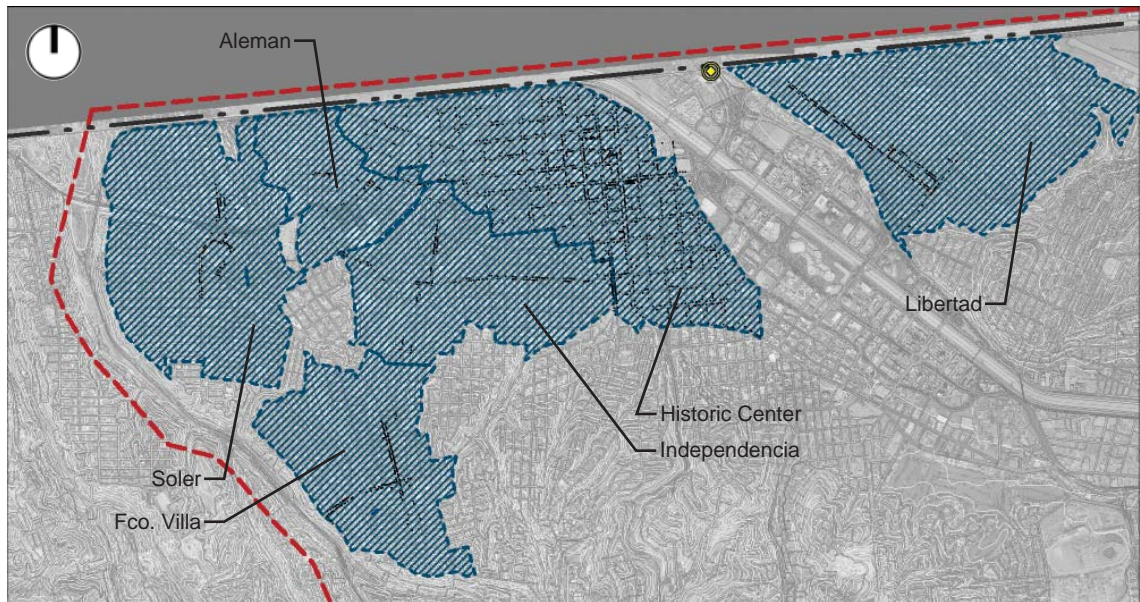 Aleman
Libertad
Historic Center
Independencia
Soler
Fco. Villa